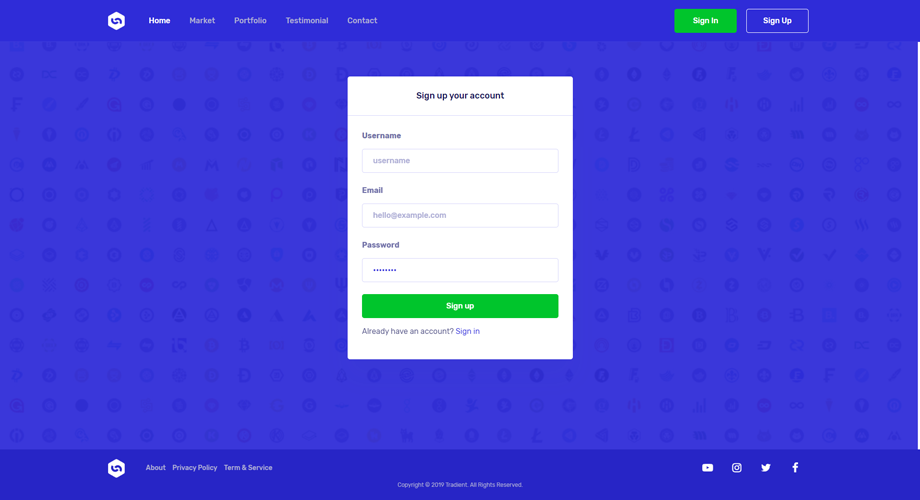 Home Market Portfolio Testimonial Contact Sign In Sign Up
Sign up your account
Username
username
Email
hello@example.com
Password
Sign up
Already have an account? Sign in
About Privacy Policy Term & Service
Copyright © 2019 Tradient. All Rights Reserved.